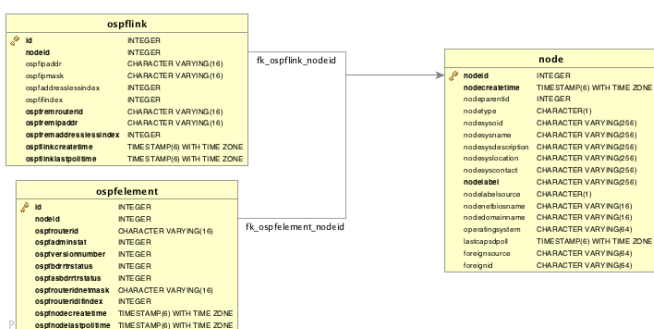 ospflink
id INTEGER
nodeid INTEGER
ospfipaddr CHARACTER VARYING(16)
ospfipmask CHARACTER VARYING(16)
ospfaddresslessindex INTEGER
ospfifindex INTEGER
ospfremrouterid CHARACTER VARYING(16)
ospfremipaddr CHARACTER VARYING(16)
ospfremaddresslessindex INTEGER
ospflinkcreatetime TIMESTAMP(6) WITH TIME ZONE
ospflinklastpolltime TIMESTAMP(6) WITH TIME ZONE
fk_ospflink_nodeid
ospfelement
id INTEGER
nodeid INTEGER
ospfrouterid CHARACTER VARYING(16)
ospfadminstat INTEGER
ospfversionnumber INTEGER
ospfbdrrtrstatus INTEGER
ospfasbdrrtrstatus INTEGER
ospfrouteridnetmask CHARACTER VARYING(16)
ospfrouteridifindex INTEGER
ospfnodecreatetime TIMESTAMP(6) WITH TIME ZONE
ospfnodelastpolltime TIMESTAMP(6) WITH TIME ZONE
fk_ospfelement_nodeid
node
nodeid INTEGER
nodecreatetime TIMESTAMP(6) WITH TIME ZONE
nodeparentid INTEGER
nodetype CHARACTER(1)
nodesysoid CHARACTER VARYING(256)
nodesysname CHARACTER VARYING(256)
nodesysdescription CHARACTER VARYING(256)
nodesyslocation CHARACTER VARYING(256)
nodesyscontact CHARACTER VARYING(256)
nodelabel CHARACTER VARYING(256)
nodelabelsource CHARACTER(1)
nodenetbiosname CHARACTER VARYING(16)
nodedomainname CHARACTER VARYING(16)
operatingsystem CHARACTER VARYING(64)
lastcapsdpoll TIMESTAMP(6) WITH TIME ZONE
foreignsource CHARACTER VARYING(64)
foreignid CHARACTER VARYING(64)